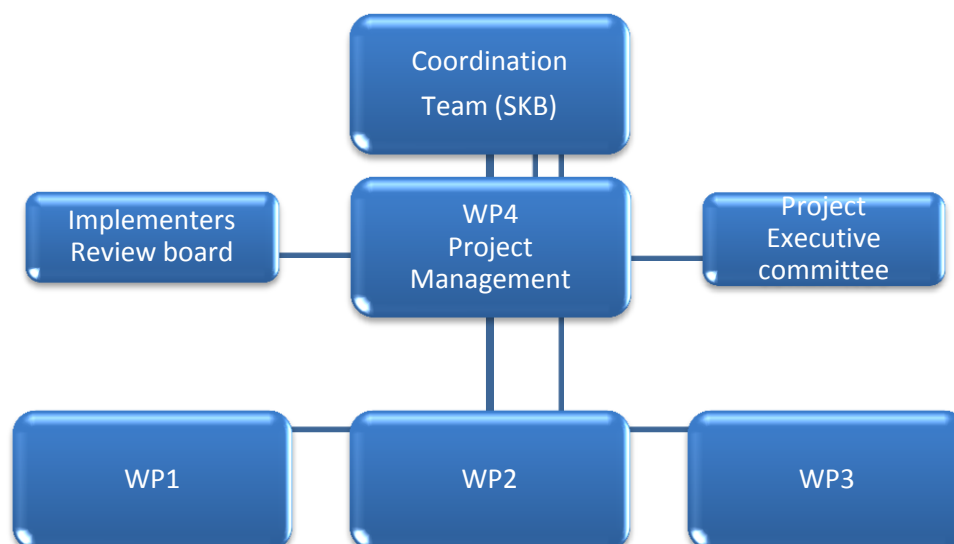 Coordination
Team (SKB)
Implementers
Review board
WP4
Project
Management
Project
Executive
committee
WP1
WP2
WP3